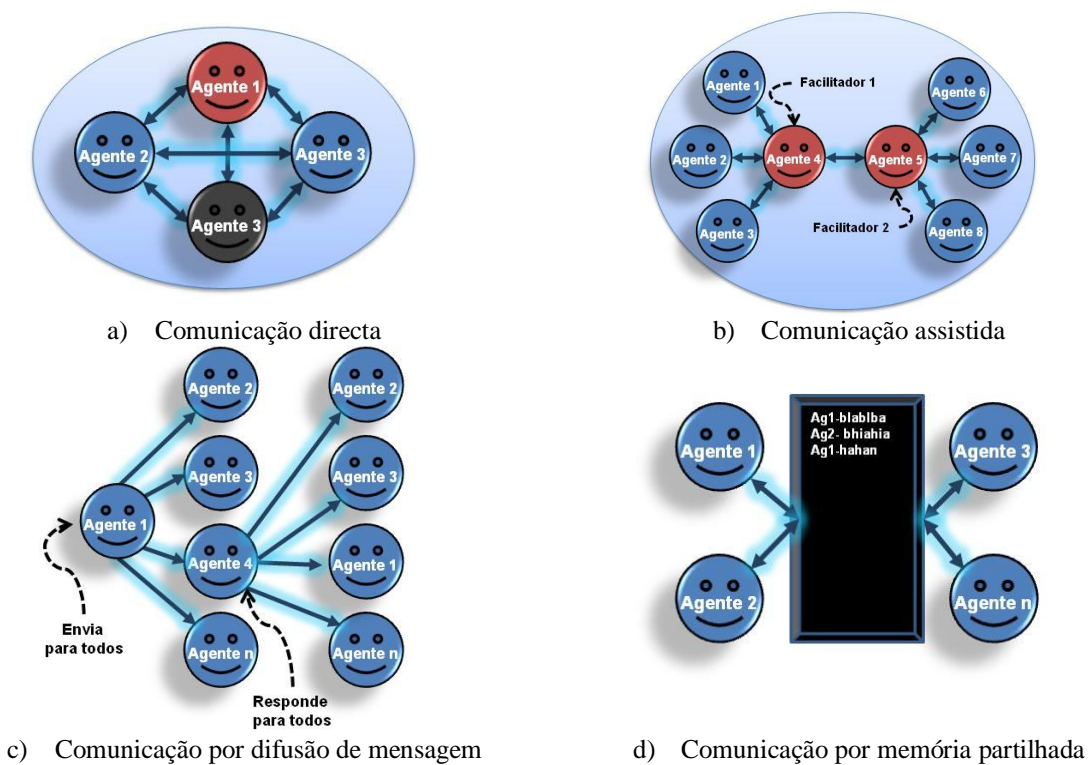 Agente 1
Agente 2
Agente 3
Agente 3
a) Comunicação directa
Agente 1
Facilitador 1
Agente 6
Agente 2
Agente 4
Agente 5
Agente 7
Agente 3
Facilitador 2
Agente 8
b) Comunicação assistida
Agente 2
Agente 2
Agente 3
Agente 3
Agente 1
Agente 4
Agente 1
Envia
para todos
Agente n
Agente n
Responde
para todos
c) Comunicação por difusão de mensagem
Ag1-blablba
Ag2- bhiahia
Ag1-hahan
Agente 1
Agente 3
Agente 2
Agente n
d) Comunicação por memória partilhada